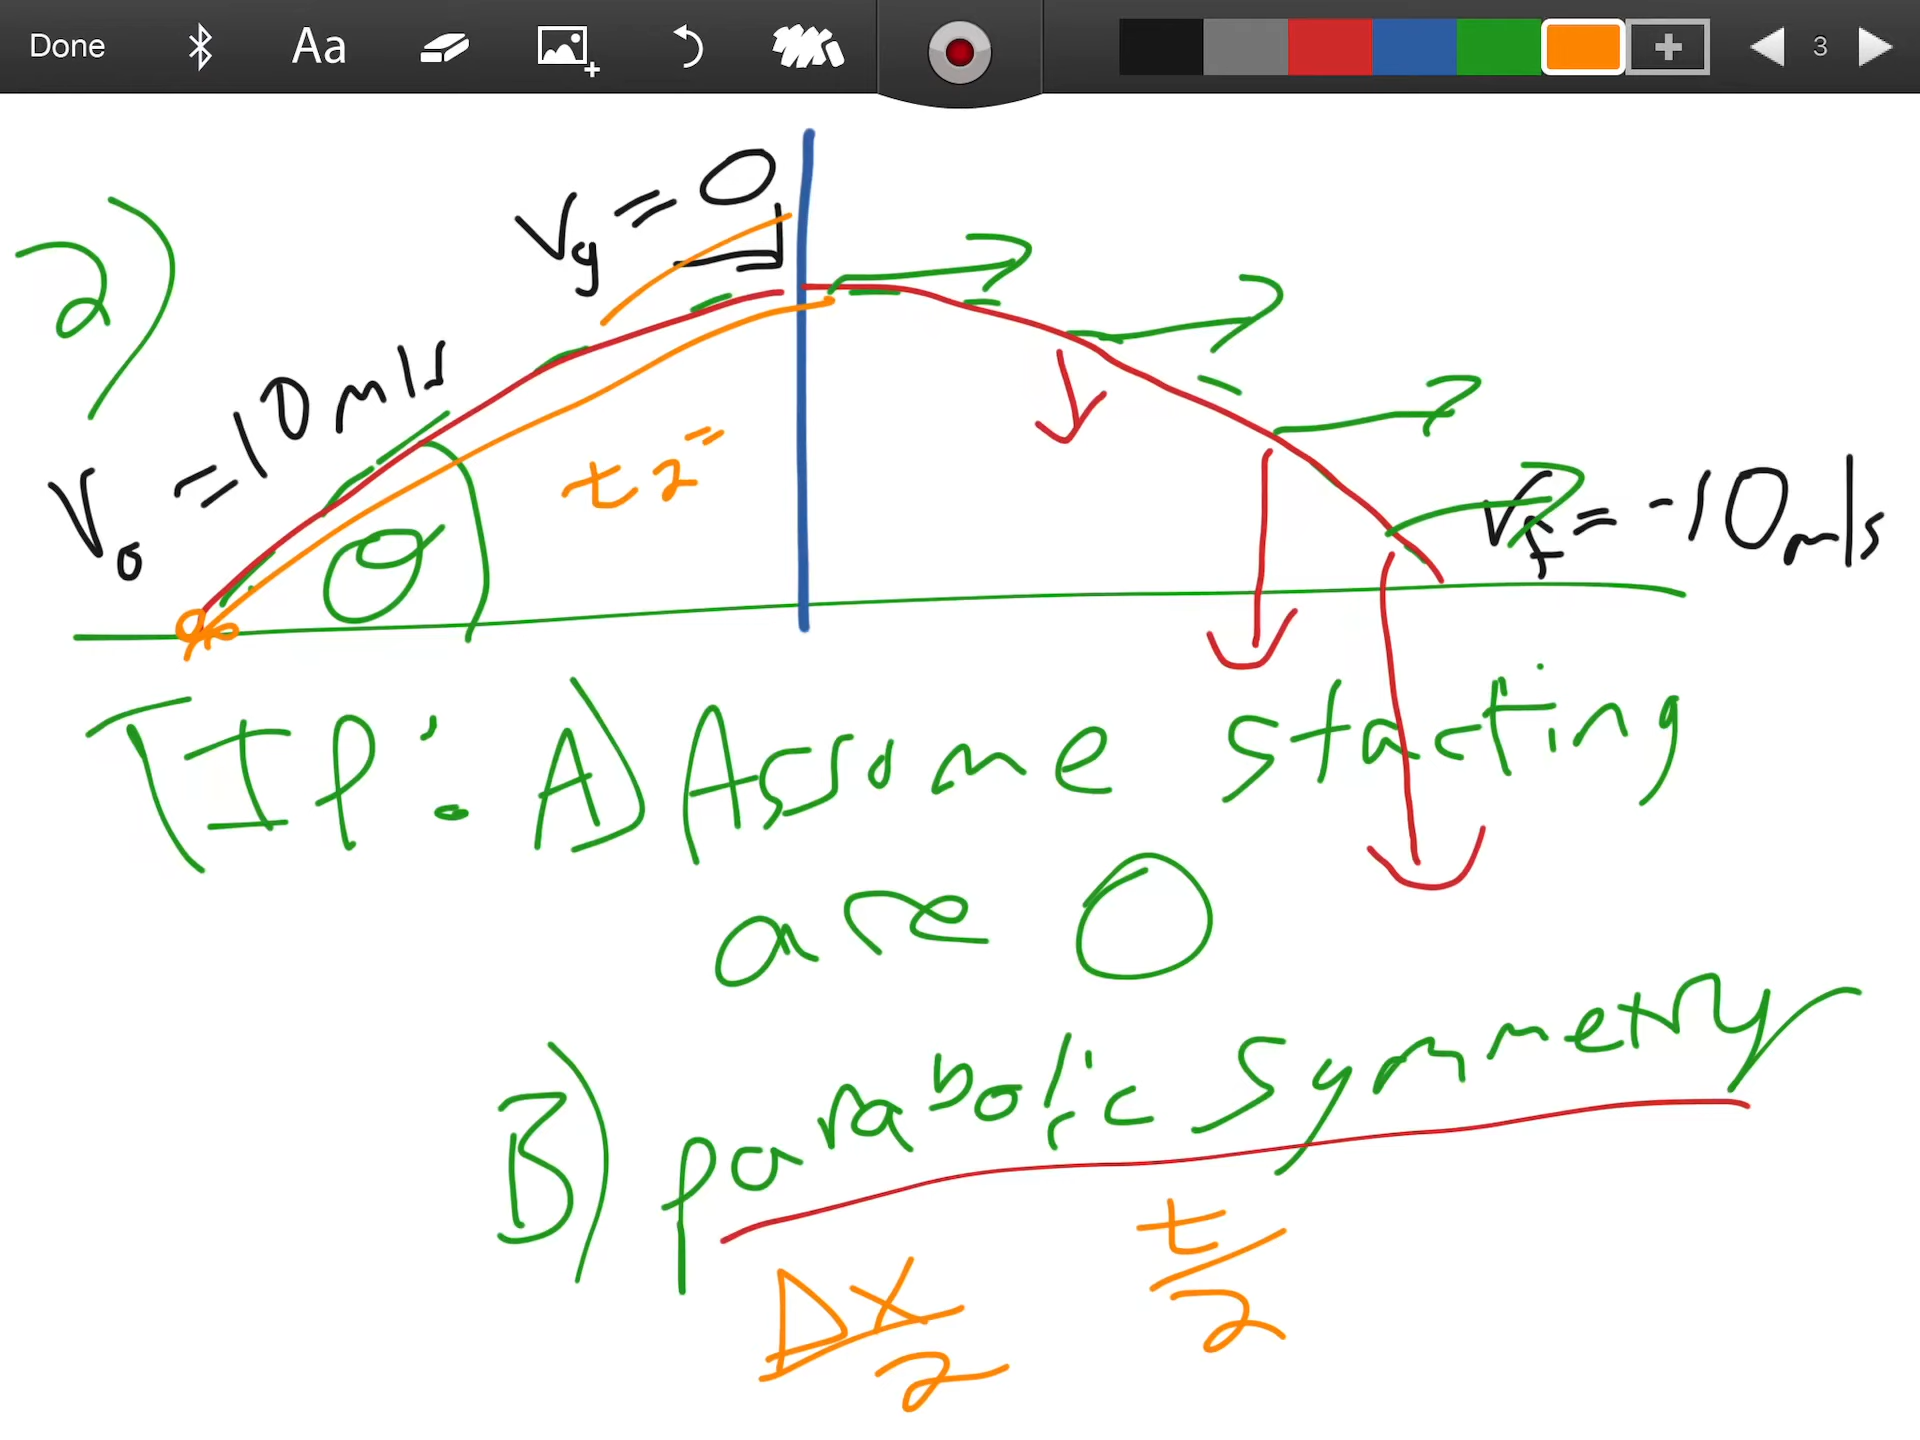 Done Aa 3
2)
Vy = 0
Vo = 10 m/s
θ
t 2 =
Vf = -10 m/s
TIP: A) Assume starting
are 0
B) parabolic symmetry
Δx/2 t/2